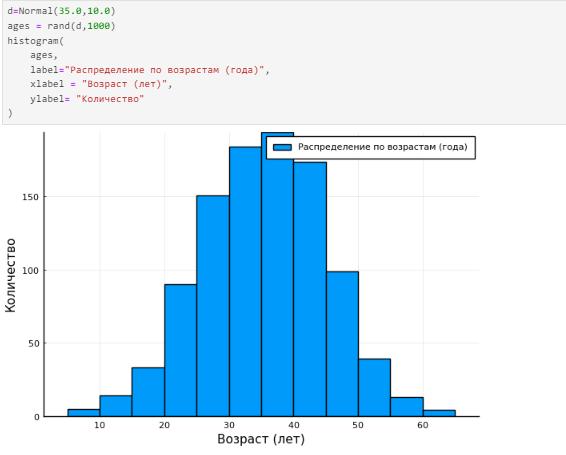 d=Normal(35.0,10.0)
ages = rand(d,1000)
histogram(
    ages,
    label="Распределение по возрастам (года)",
    xlabel = "Возраст (лет)",
    ylabel= "Количество"
)
Распределение по возрастам (года)
150
100
50
0
Количество
10 20 30 40 50 60
Возраст (лет)